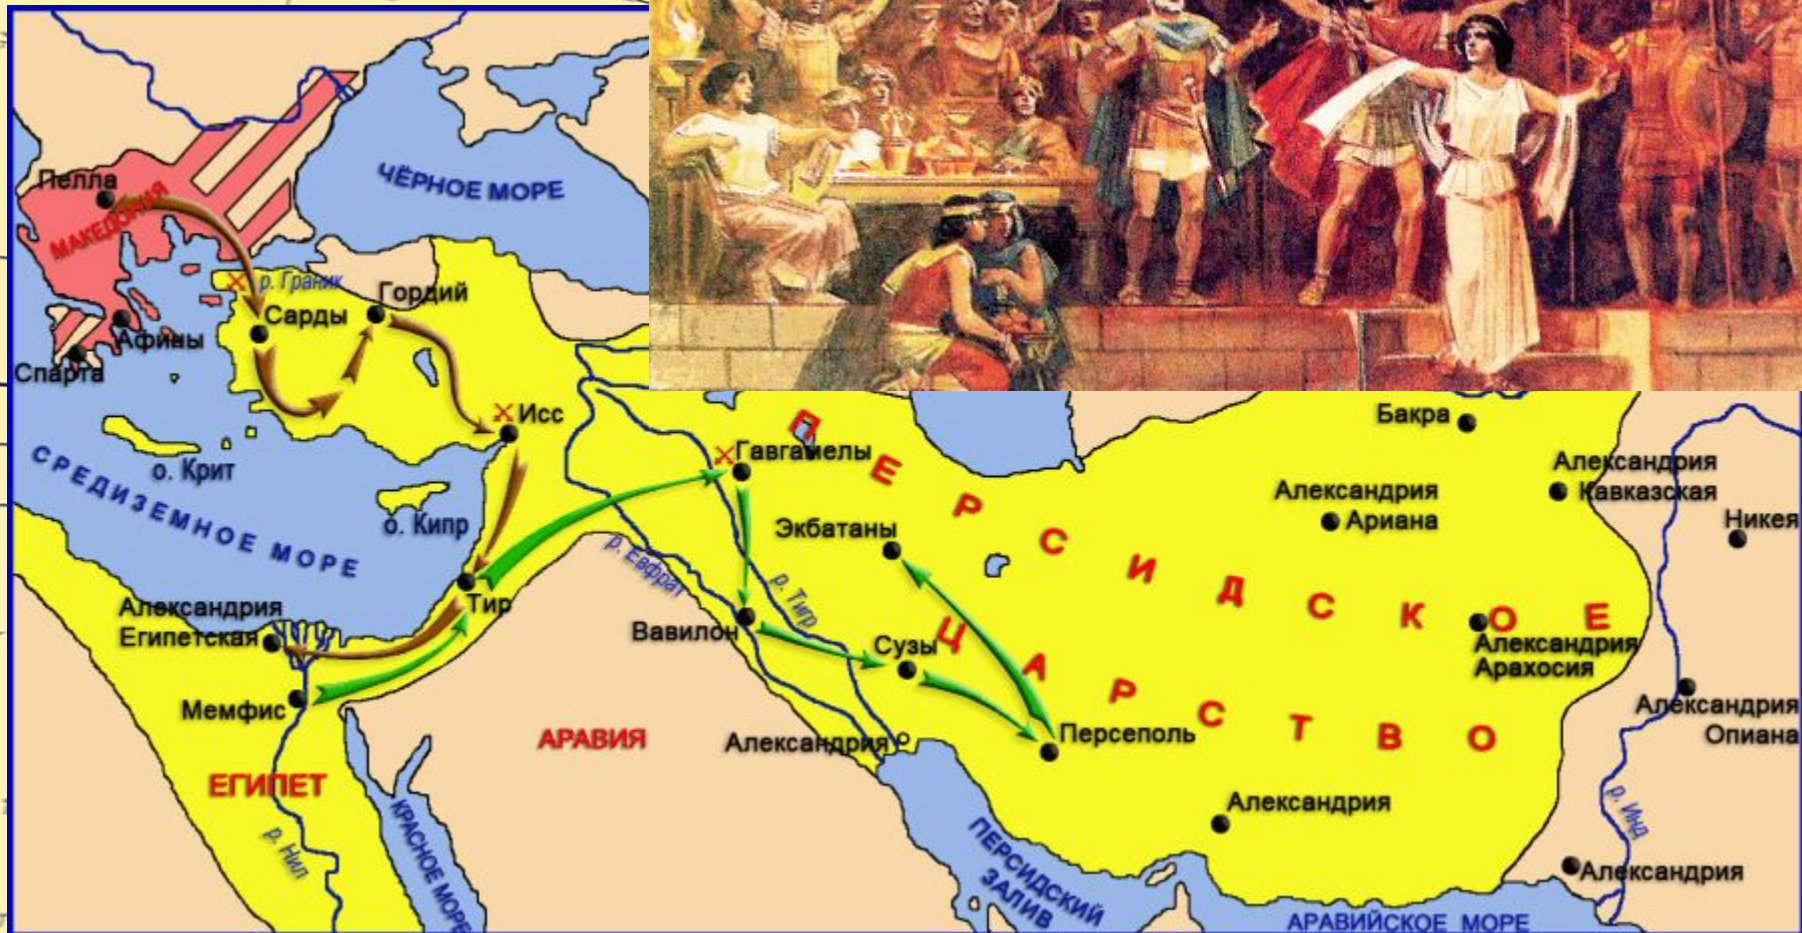 ЧЁРНОЕ МОРЕ
Пелла
МАКЕДОНИЯ
р. Граник
Гордий
Сарды
Афины
Спарта
Исс
о. Крит
СРЕДИЗЕМНОЕ МОРЕ
о. Кипр
Тир
Александрия
Египетская
Мемфис
ЕГИПЕТ
р. Нил
КРАСНОЕ МОРЕ
АРАВИЯ
р. Евфрат
р. Тигр
Гавгамелы
Экбатаны
Вавилон
Сузы
Персеполь
Александрия
ПЕРСИДСКОЕ
ЦАРСТВО
Бакра
Александрия
Кавказская
Александрия
Ариана
Никея
Александрия
Арахосия
Александрия
Опиана
р. Инд
Александрия
Александрия
ПЕРСИДСКИЙ
ЗАЛИВ
АРАВИЙСКОЕ МОРЕ